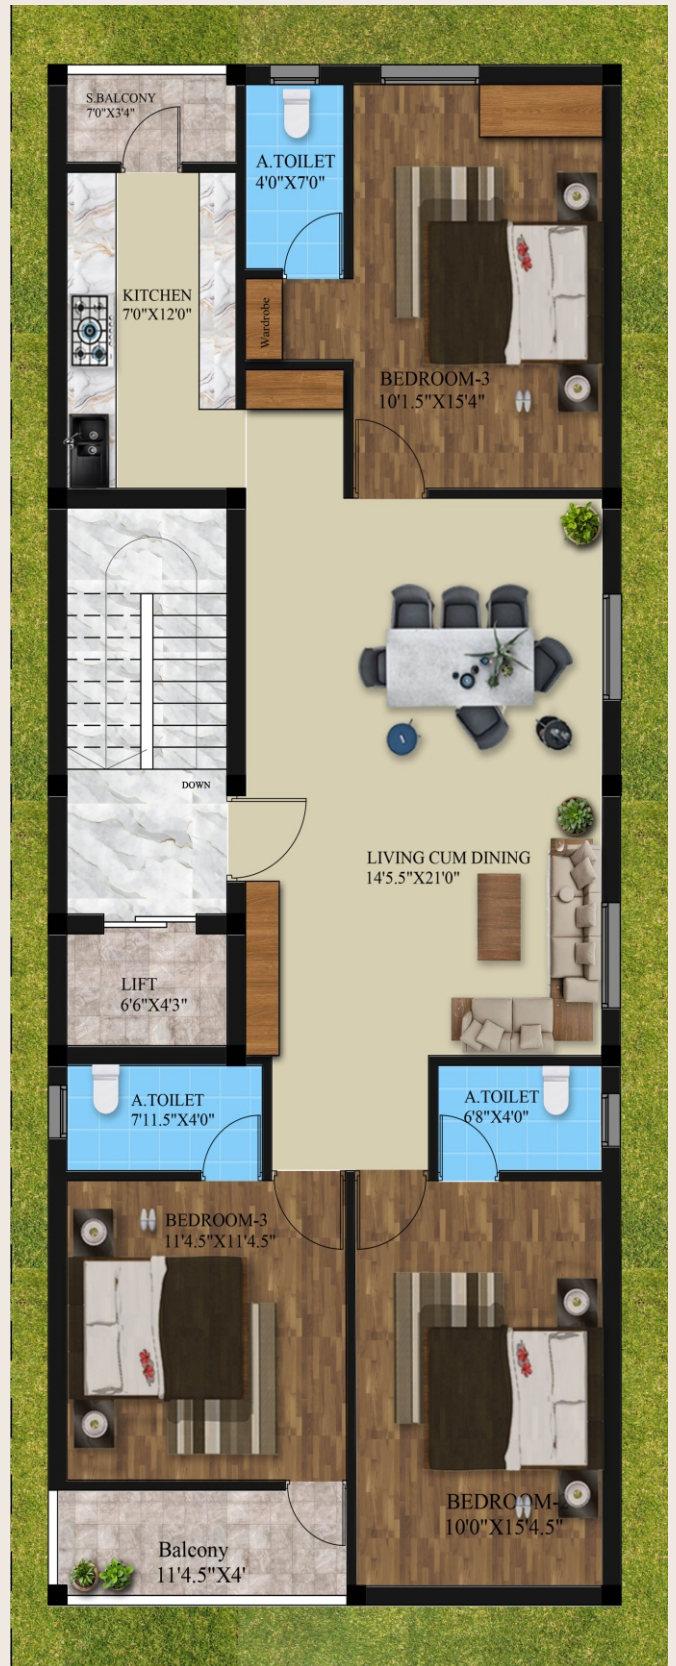 S.BALCONY
7'0"X3'4"
A.TOILET
4'0"X7'0"
KITCHEN
7'0"X12'0"
Wardrobe
BEDROOM-3
10'1.5"X15'4"
DOWN
LIVING CUM DINING
14'5.5"X21'0"
LIFT
6'6"X4'3"
A.TOILET
7'11.5"X4'0"
A.TOILET
6'8"X4'0"
BEDROOM-3
11'4.5"X11'4.5"
BEDROOM-
10'0"X15'4.5"
Balcony
11'4.5"X4'